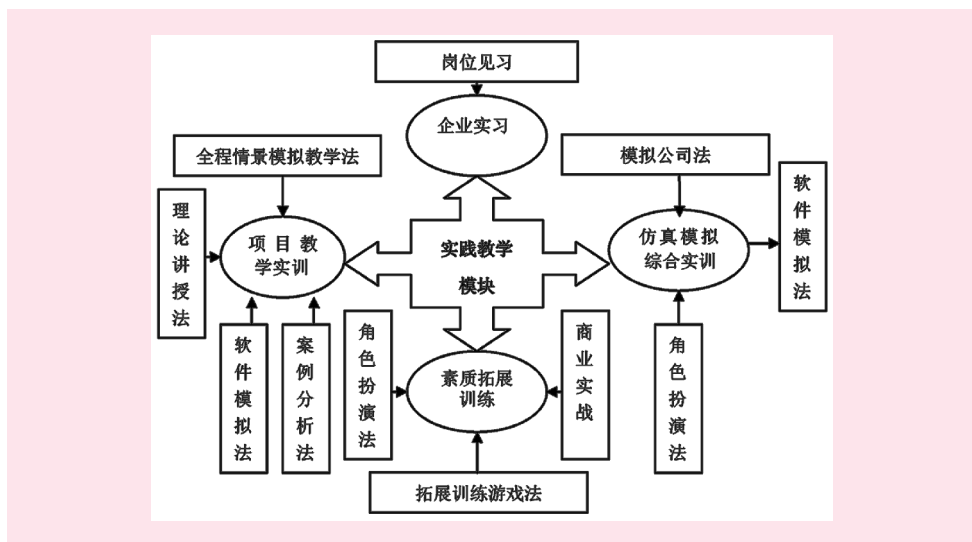 岗位见习
企业实习
全程情景模拟教学法
模拟公司法
理论讲授法
项目教
学实训
实践教学
模块
仿真模拟
综合实训
软件模拟法
软件模拟法
案例分析法
角色扮演法
素质拓展
训练
商业实战
角色扮演法
拓展训练游戏法